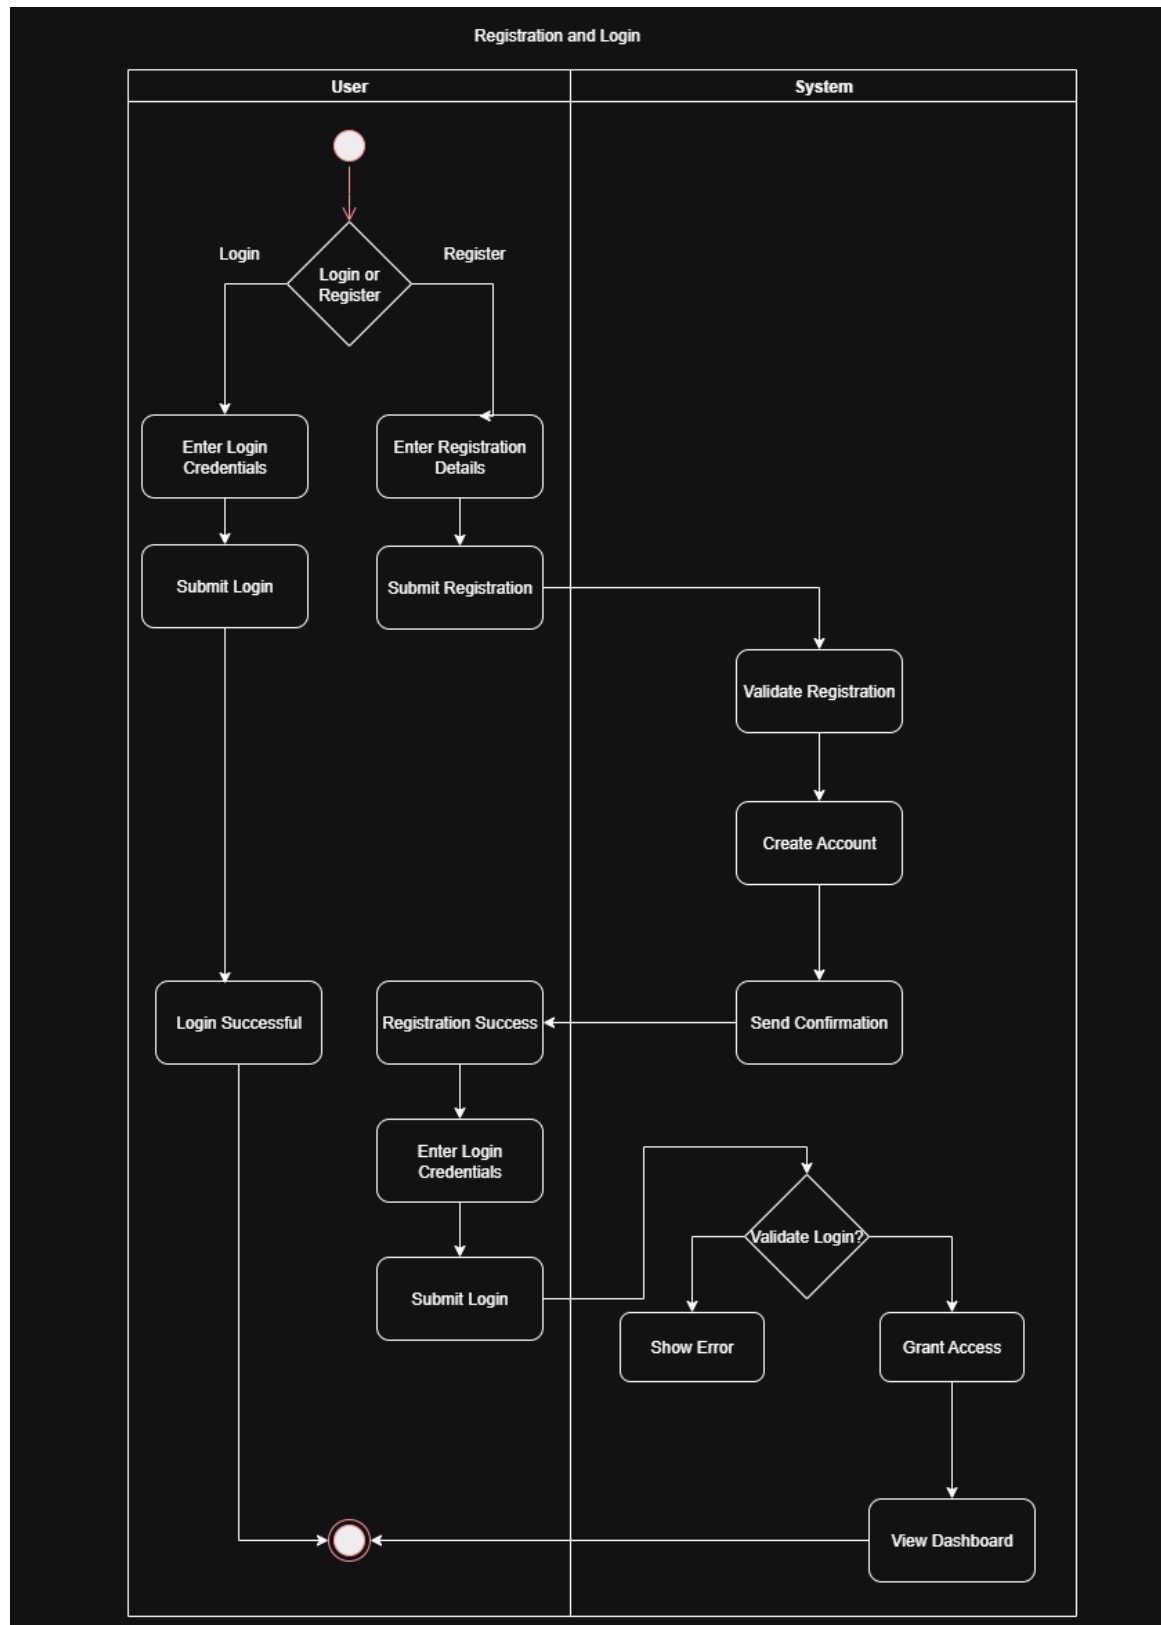 Registration and Login
User
System
Login
Register
Login or
Register
Enter Login
Credentials
Enter Registration
Details
Submit Login
Submit Registration
Validate Registration
Create Account
Login Successful
Registration Success
Send Confirmation
Enter Login
Credentials
Validate Login?
Submit Login
Show Error
Grant Access
View Dashboard